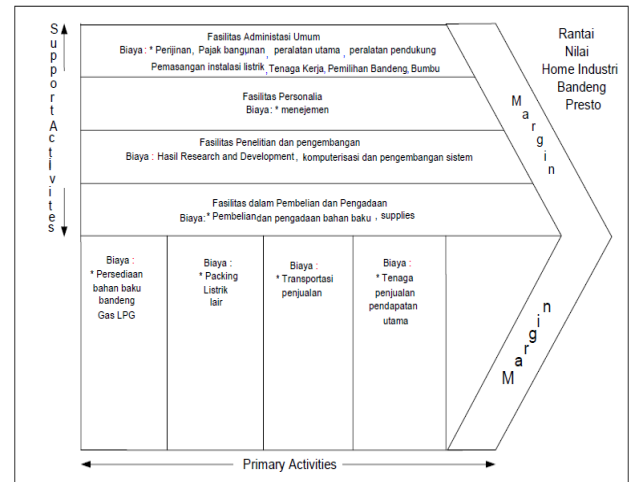 Support Actlvites
Fasilitas Admistasi Umum
Biaya : * Perijinan, Pajak bangunan , peralatan utama , peralatan pendukung
Pemasangan instalasi listrik , Tenaga Kerja, Pemilihan Bandeng, Bumbu
Fasilitas Personalia
Biaya: * menejemen
Fasilitas Penelitian dan pengembangan
Biaya : Hasil Research and Development , komputerisasi dan pengembangan sistem
Fasilitas dalam Pembelian dan Pengadaan
Biaya: * Pembelian dan pengadaan bahan baku , supplies
Margin
Rantai
Nilai
Home Industri
Bandeng
Presto
Biaya :
* Persediaan
bahan baku
bandeng
Gas LPG
Biaya :
* Packing
Listrik
lair
Biaya :
* Transportasi
penjualan
Biaya :
* Tenaga
penjualan
pendapatan
utama
Margin
Primary Activities